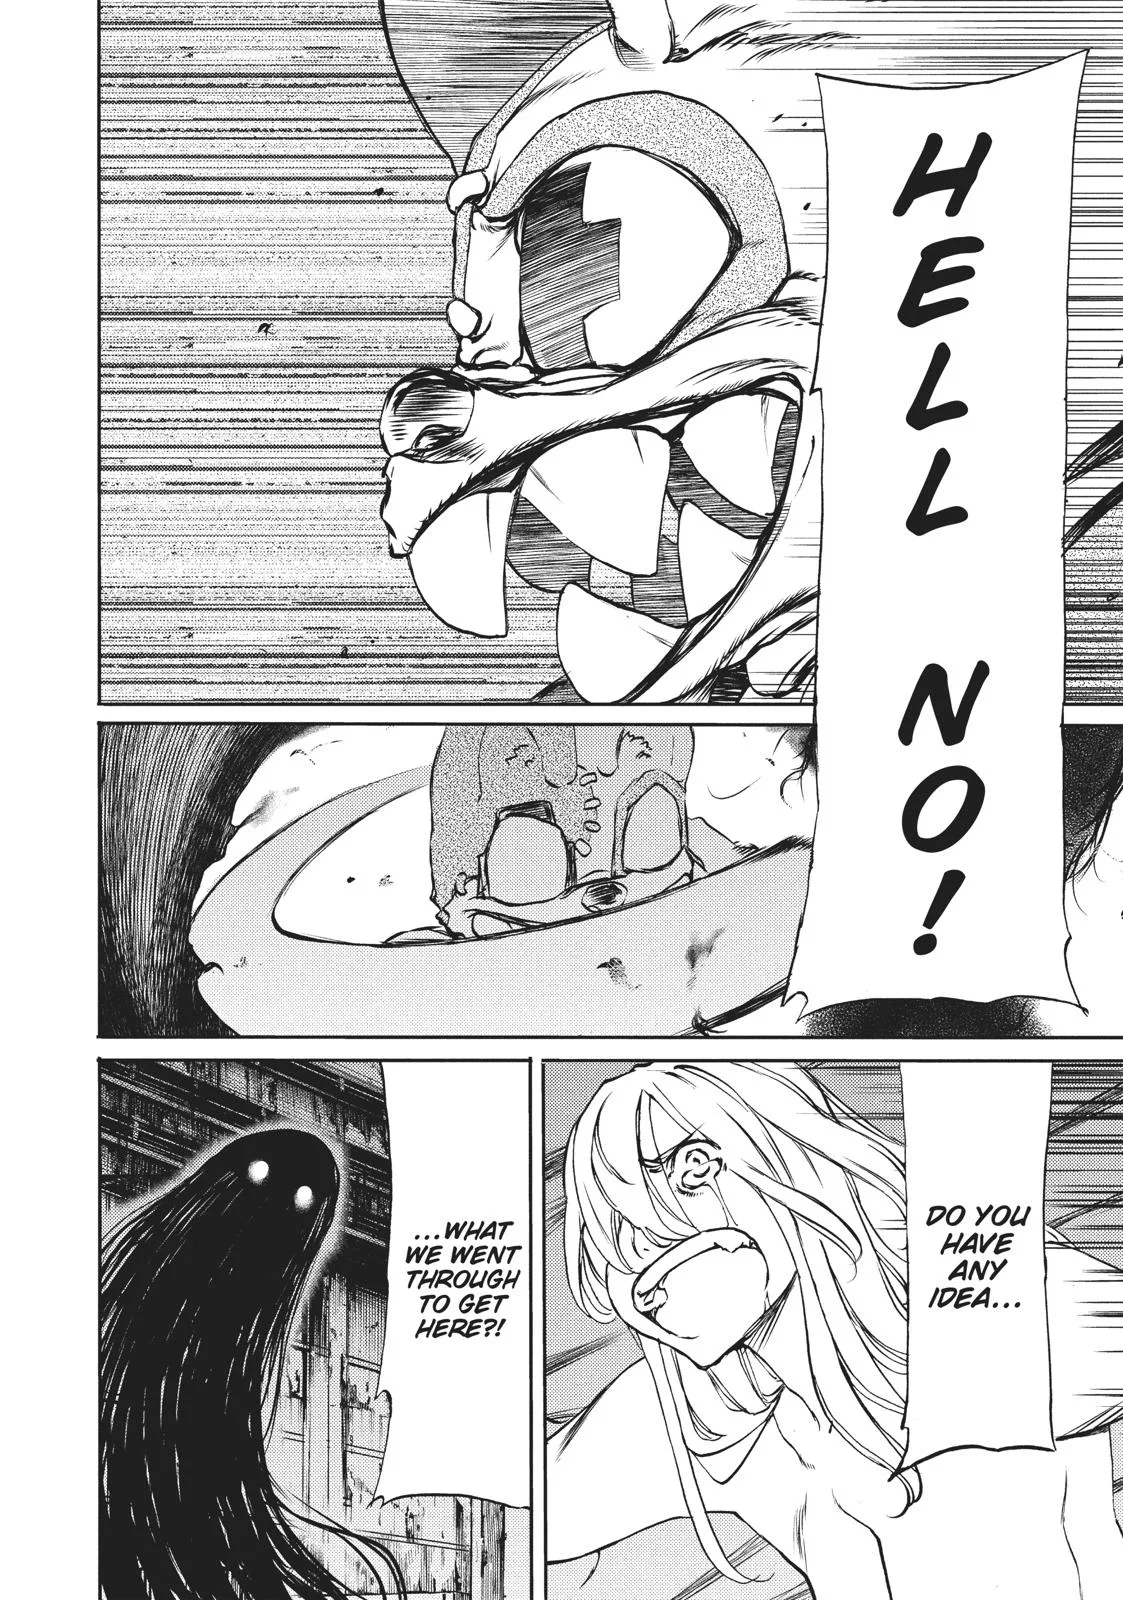 HELL NO!
DO YOU
HAVE
ANY
IDEA...
...WHAT
WE WENT
THROUGH
TO GET
HERE?!